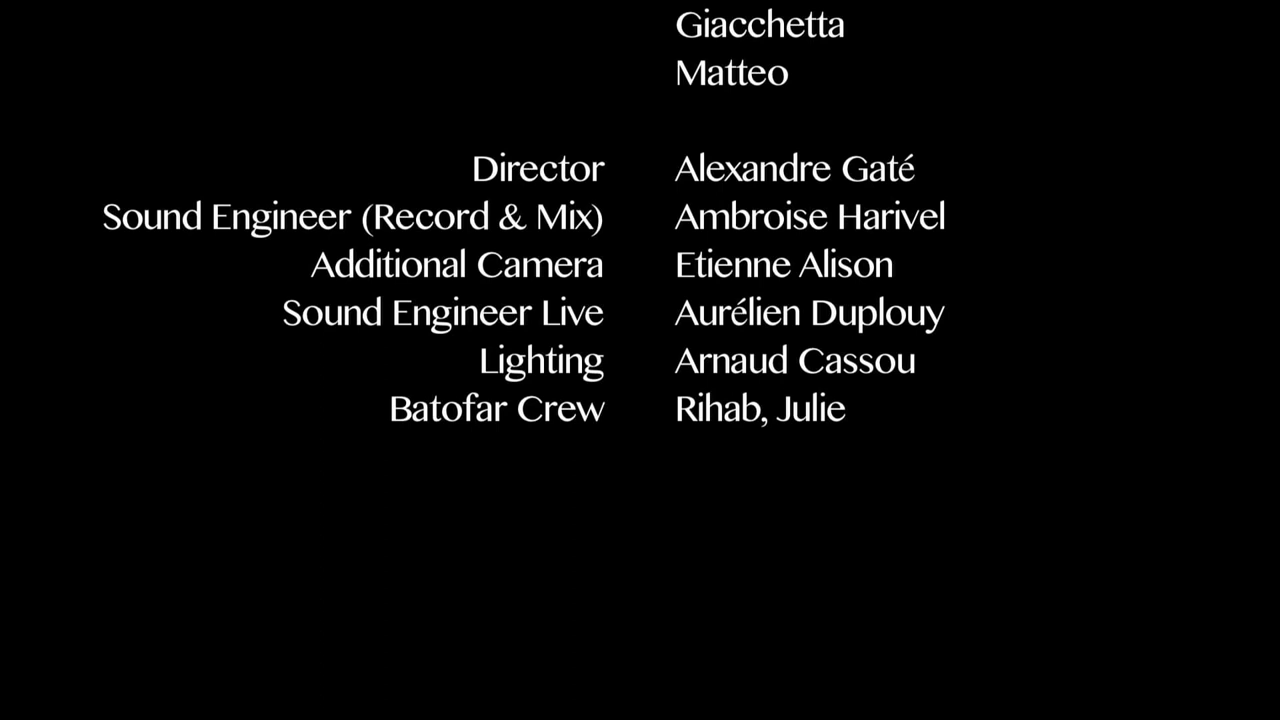 Giacchetta
Matteo
Director Alexandre Gaté
Sound Engineer (Record & Mix) Ambroise Harivel
Additional Camera Etienne Alison
Sound Engineer Live Aurélien Duplouy
Lighting Arnaud Cassou
Batofar Crew Rihab, Julie